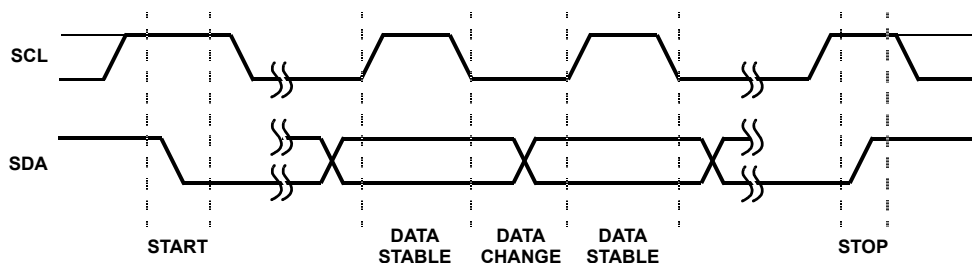 SCL
SDA
START
DATA
STABLE
DATA
CHANGE
DATA
STABLE
STOP